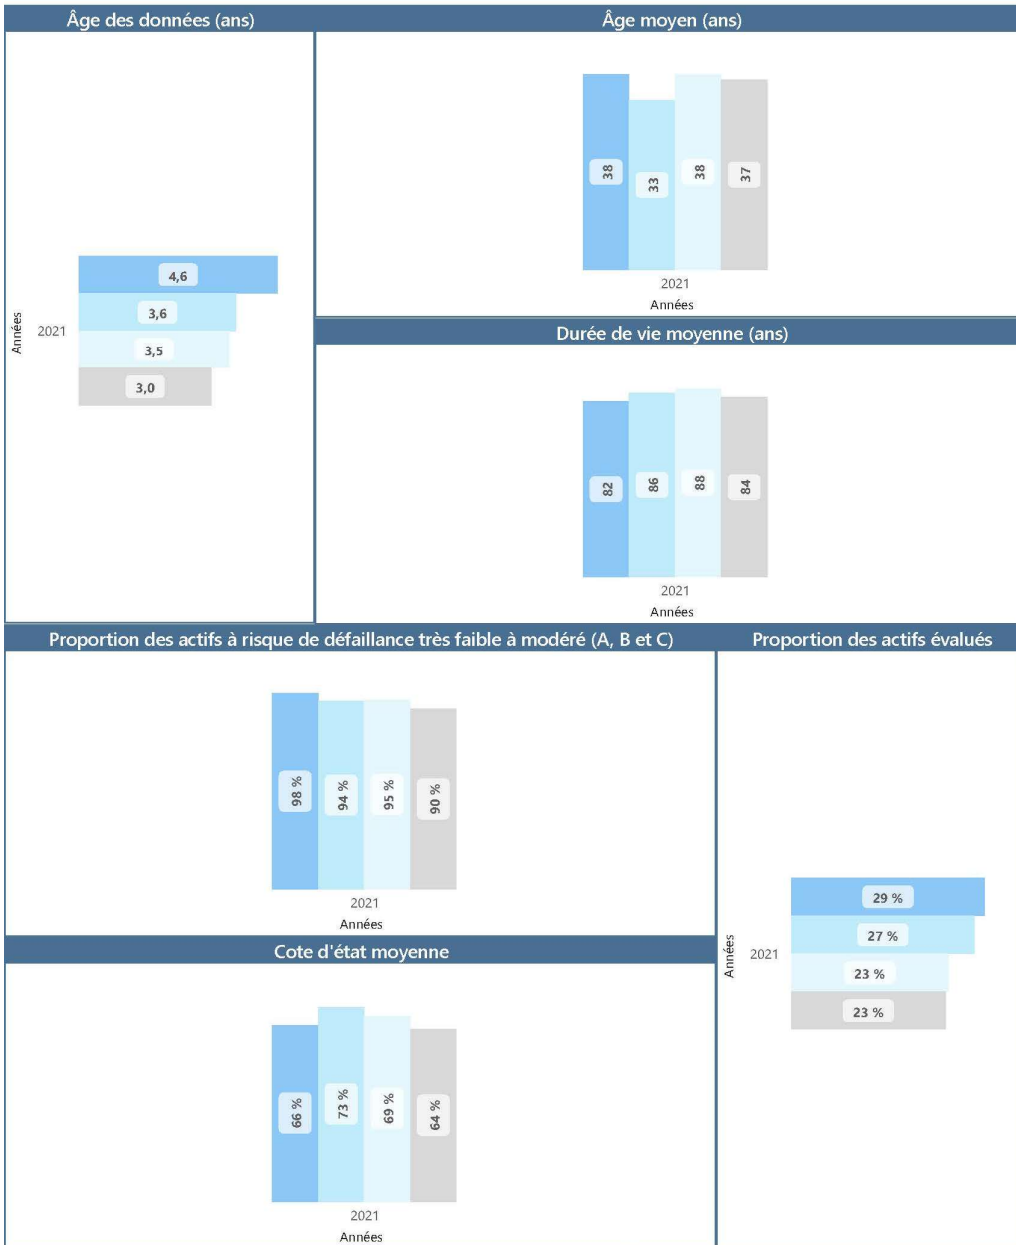 Âge des données (ans)
4,6
3,6
3,5
3,0
2021
Années
Âge moyen (ans)
38
33
38
37
2021
Années
Durée de vie moyenne (ans)
82
86
88
84
2021
Années
Proportion des actifs à risque de défaillance très faible à modéré (A, B et C)
98 %
94 %
95 %
90 %
2021
Années
Cote d'état moyenne
66 %
73 %
69 %
64 %
2021
Années
Proportion des actifs évalués
29 %
27 %
23 %
23 %
2021
Années